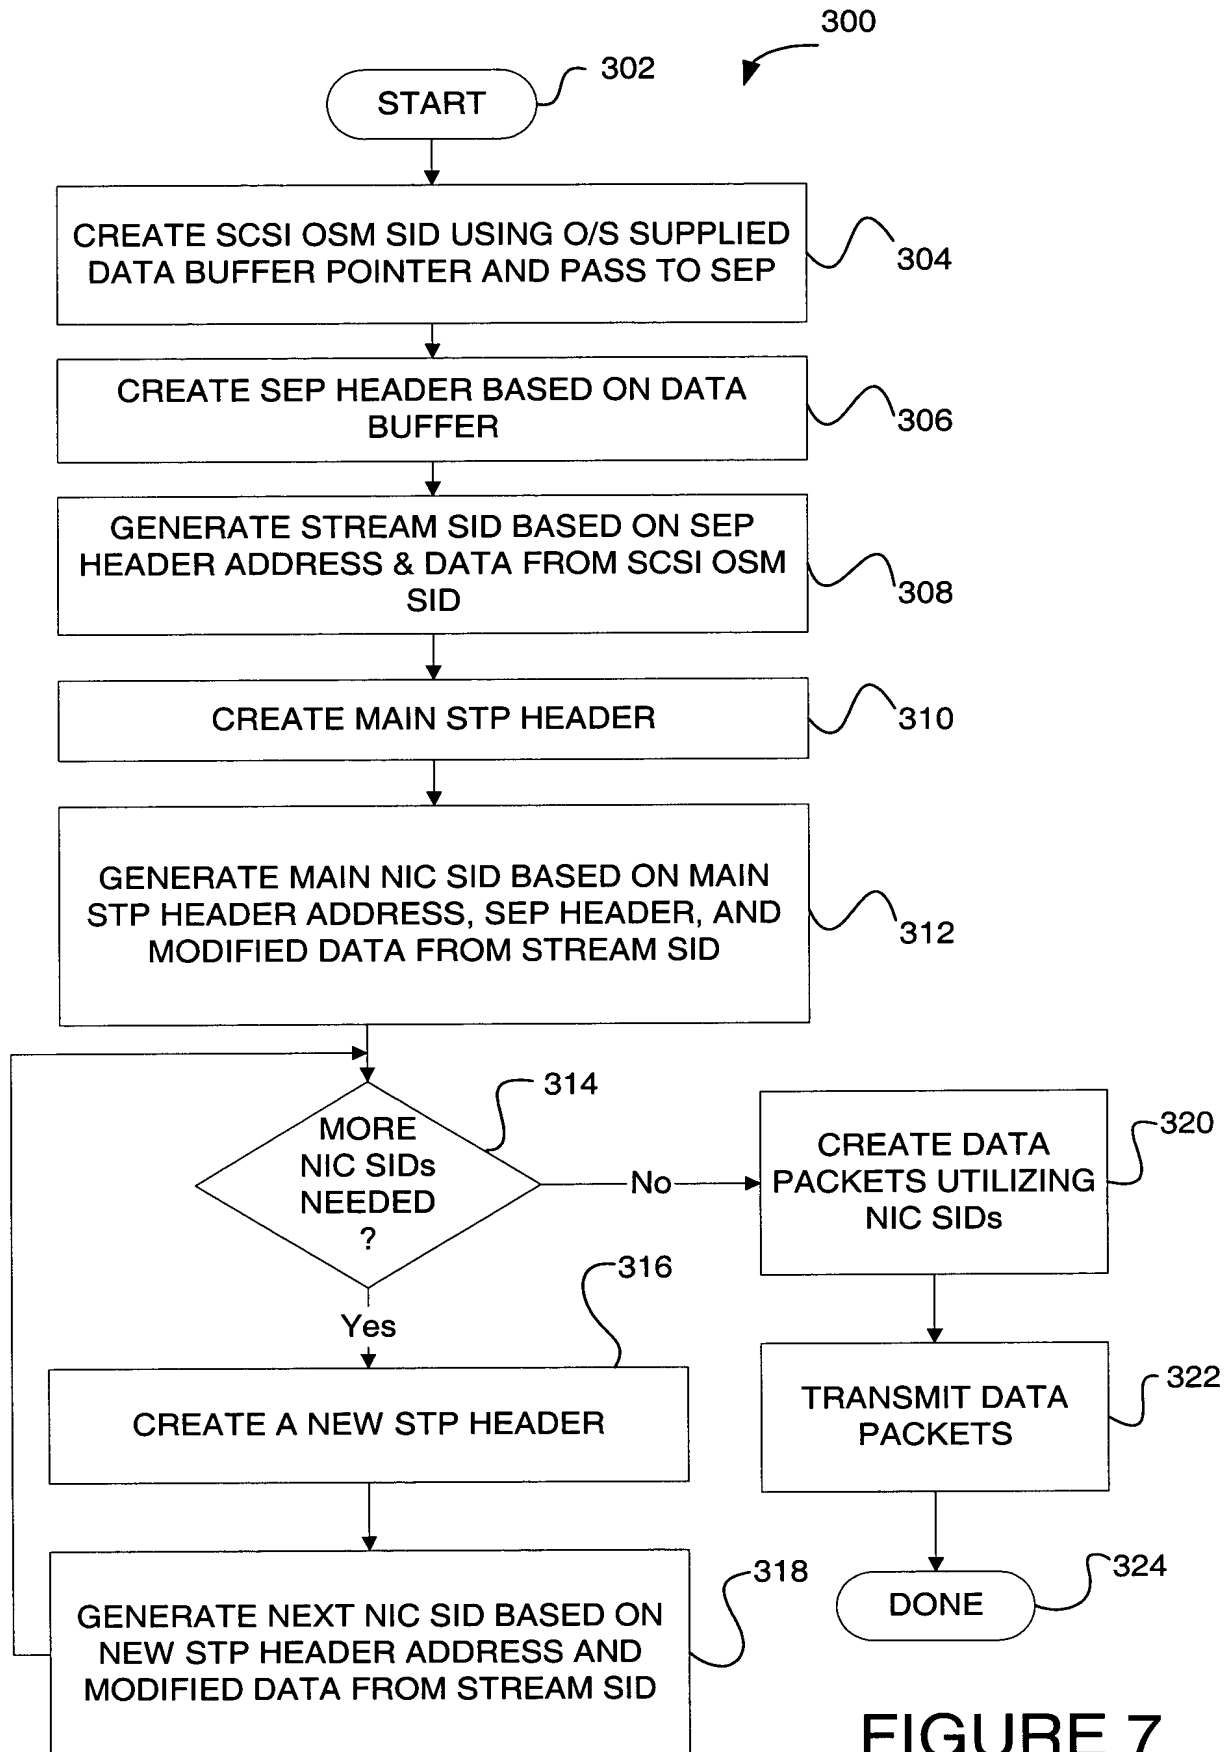 300
START
302
CREATE SCSI OSM SID USING O/S SUPPLIED
DATA BUFFER POINTER AND PASS TO SEP
304
CREATE SEP HEADER BASED ON DATA
BUFFER
306
GENERATE STREAM SID BASED ON SEP
HEADER ADDRESS & DATA FROM SCSI OSM
SID
308
CREATE MAIN STP HEADER
310
GENERATE MAIN NIC SID BASED ON MAIN
STP HEADER ADDRESS, SEP HEADER, AND
MODIFIED DATA FROM STREAM SID
312
MORE
NIC SIDs
NEEDED
?
314
No
CREATE DATA
PACKETS UTILIZING
NIC SIDs
320
Yes
316
CREATE A NEW STP HEADER
TRANSMIT DATA
PACKETS
322
GENERATE NEXT NIC SID BASED ON
NEW STP HEADER ADDRESS AND
MODIFIED DATA FROM STREAM SID
318
DONE
324
FIGURE 7